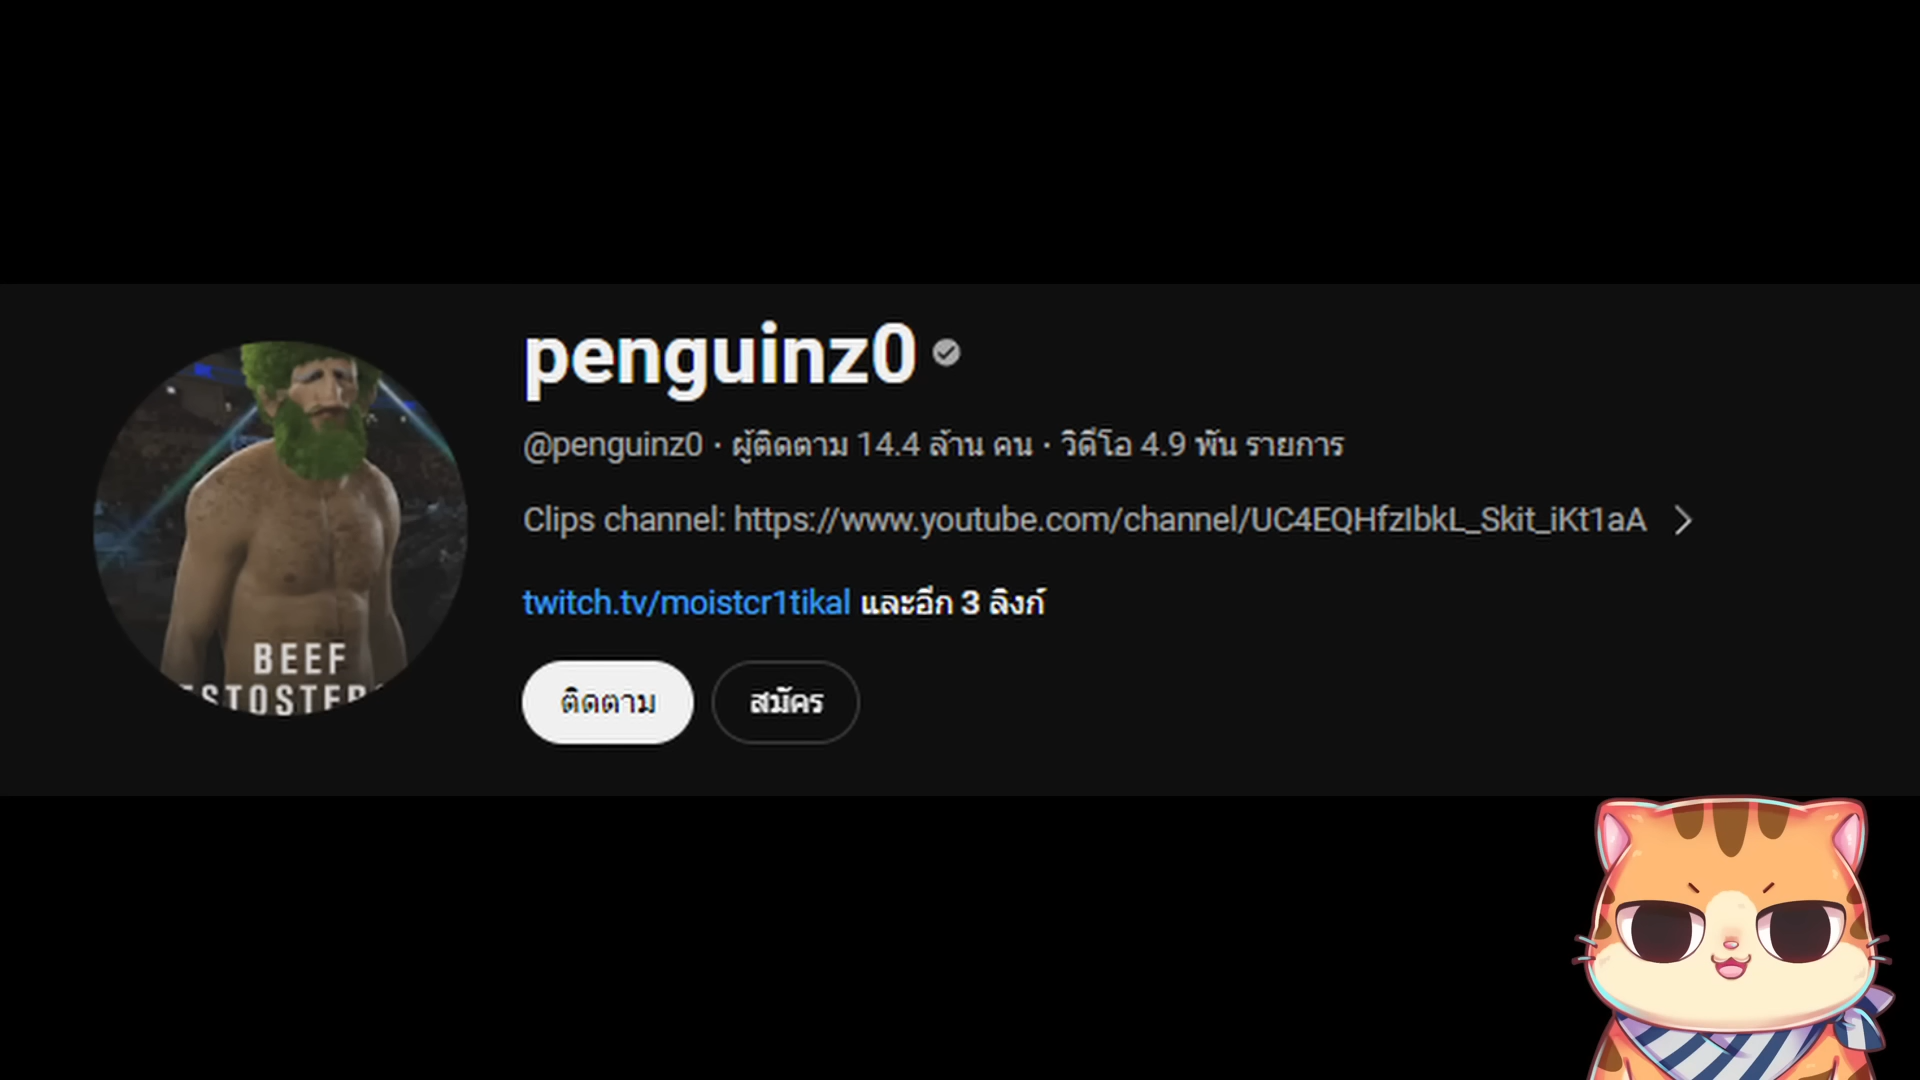 penguinz0
@penguinz0 · ผู้ติดตาม 14.4 ล้าน คน · วิดีโอ 4.9 พัน รายการ
Clips channel: https://www.youtube.com/channel/UC4EQHfzIbkL_Skit_iKt1aA
twitch.tv/moistcr1tikal และอีก 3 ลิงก์
ติดตาม สมัคร
BEEF